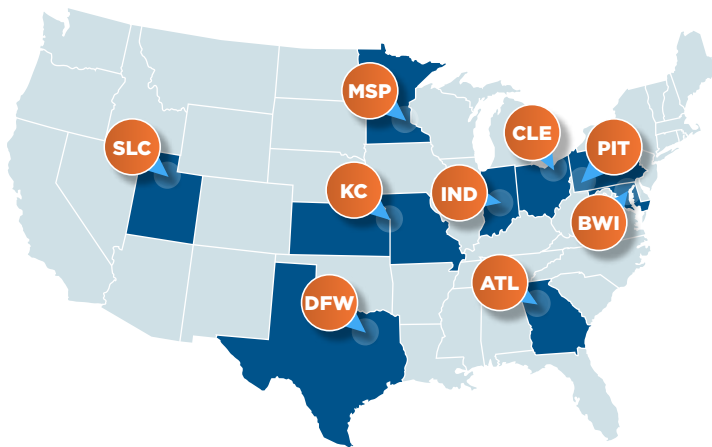 MSP
CLE
SLC
PIT
KC
IND
BWI
ATL
DFW